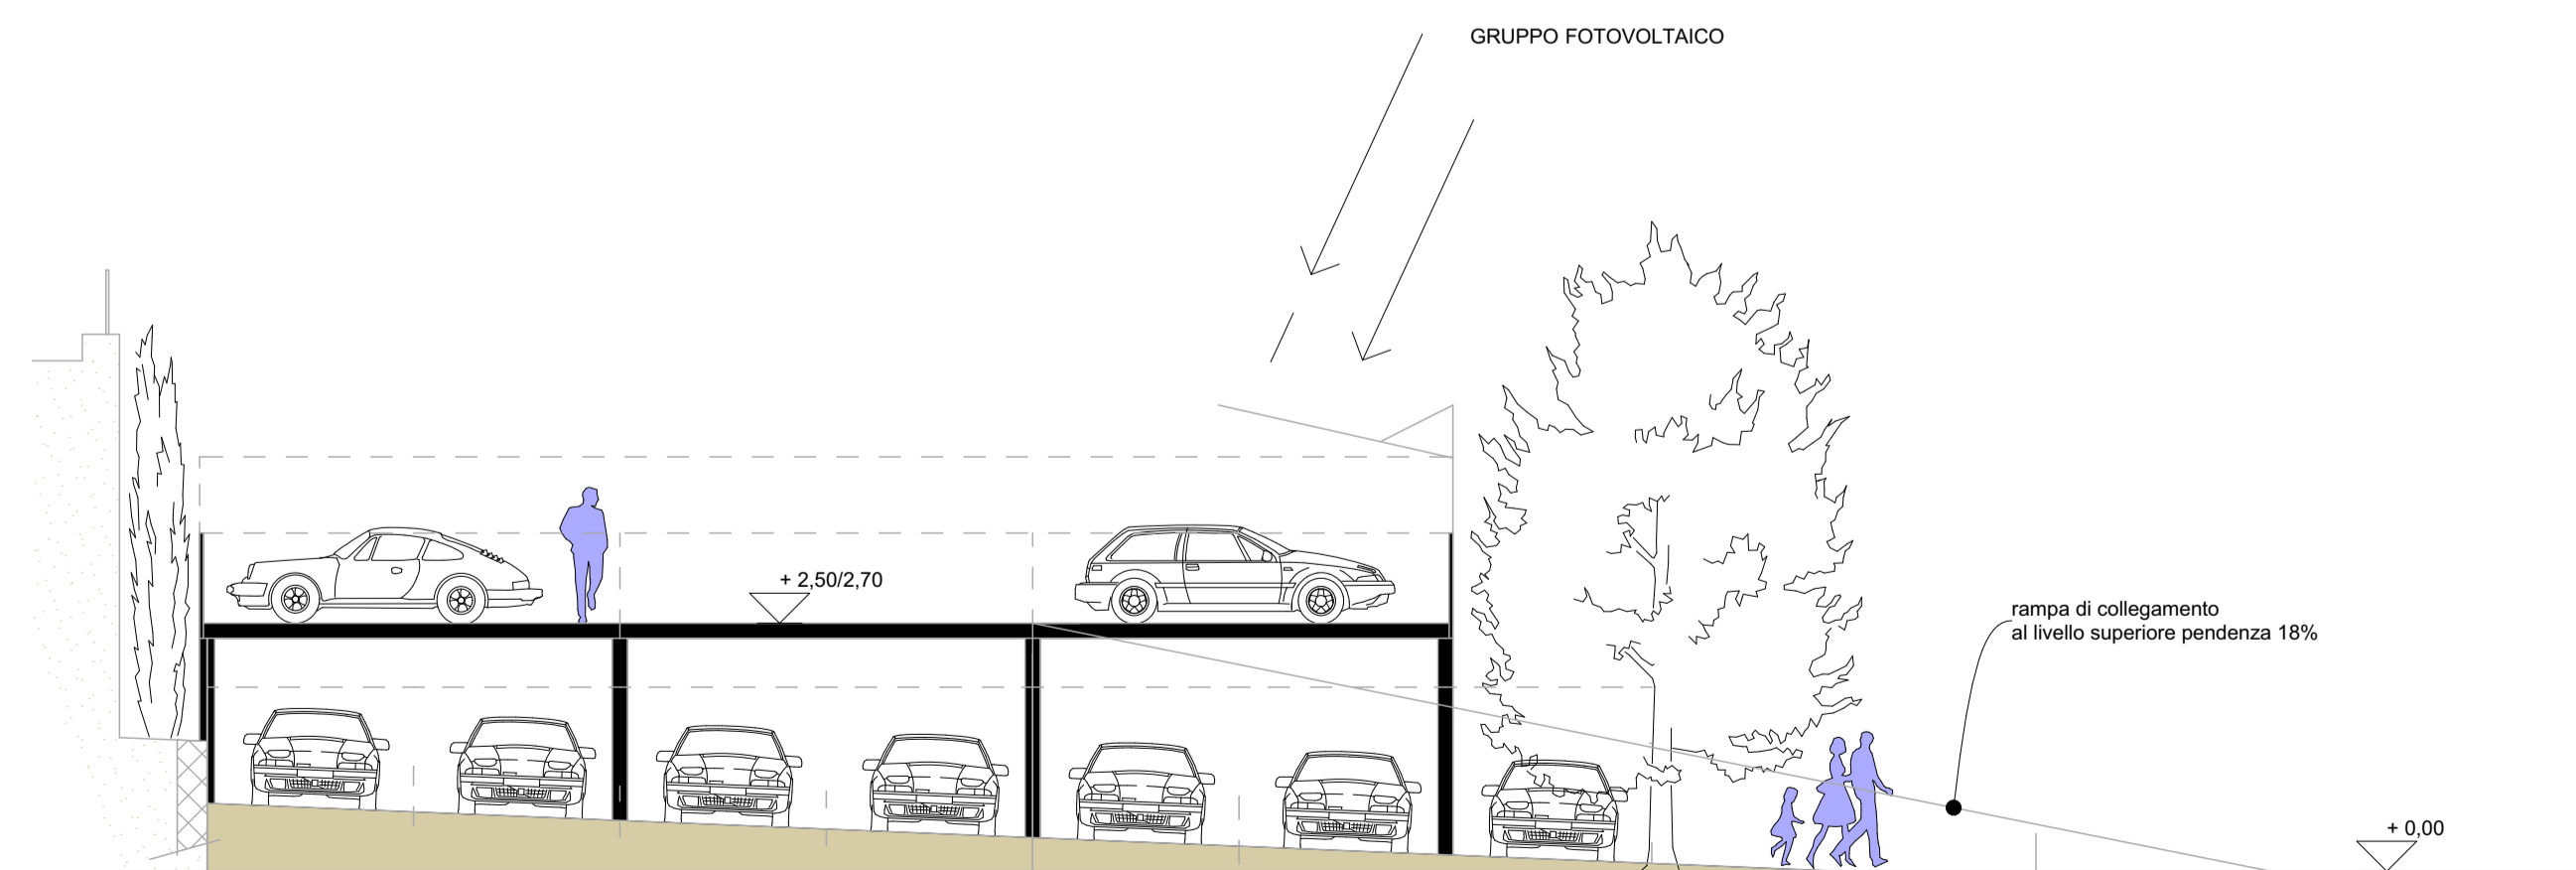 GRUPPO FOTOVOLTAICO
+ 2,50/2,70
rampa di collegamento
al livello superiore pendenza 18%
+ 0,00